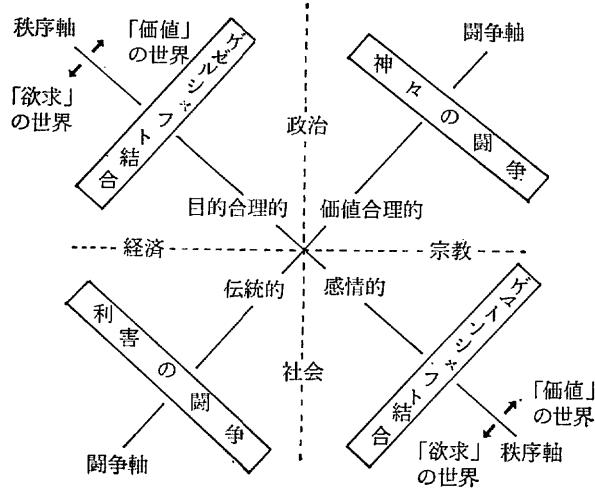 秩序軸
「価値」
の世界
「欲求」
の世界
ゲゼルシャフト結合
闘争軸
神々の闘争
政治
目的合理的
価値合理的
経済
宗教
伝統的
感情的
利害の闘争
闘争軸
社会
ゲマインシャフト結合
「価値」
の世界
「欲求」
の世界
秩序軸